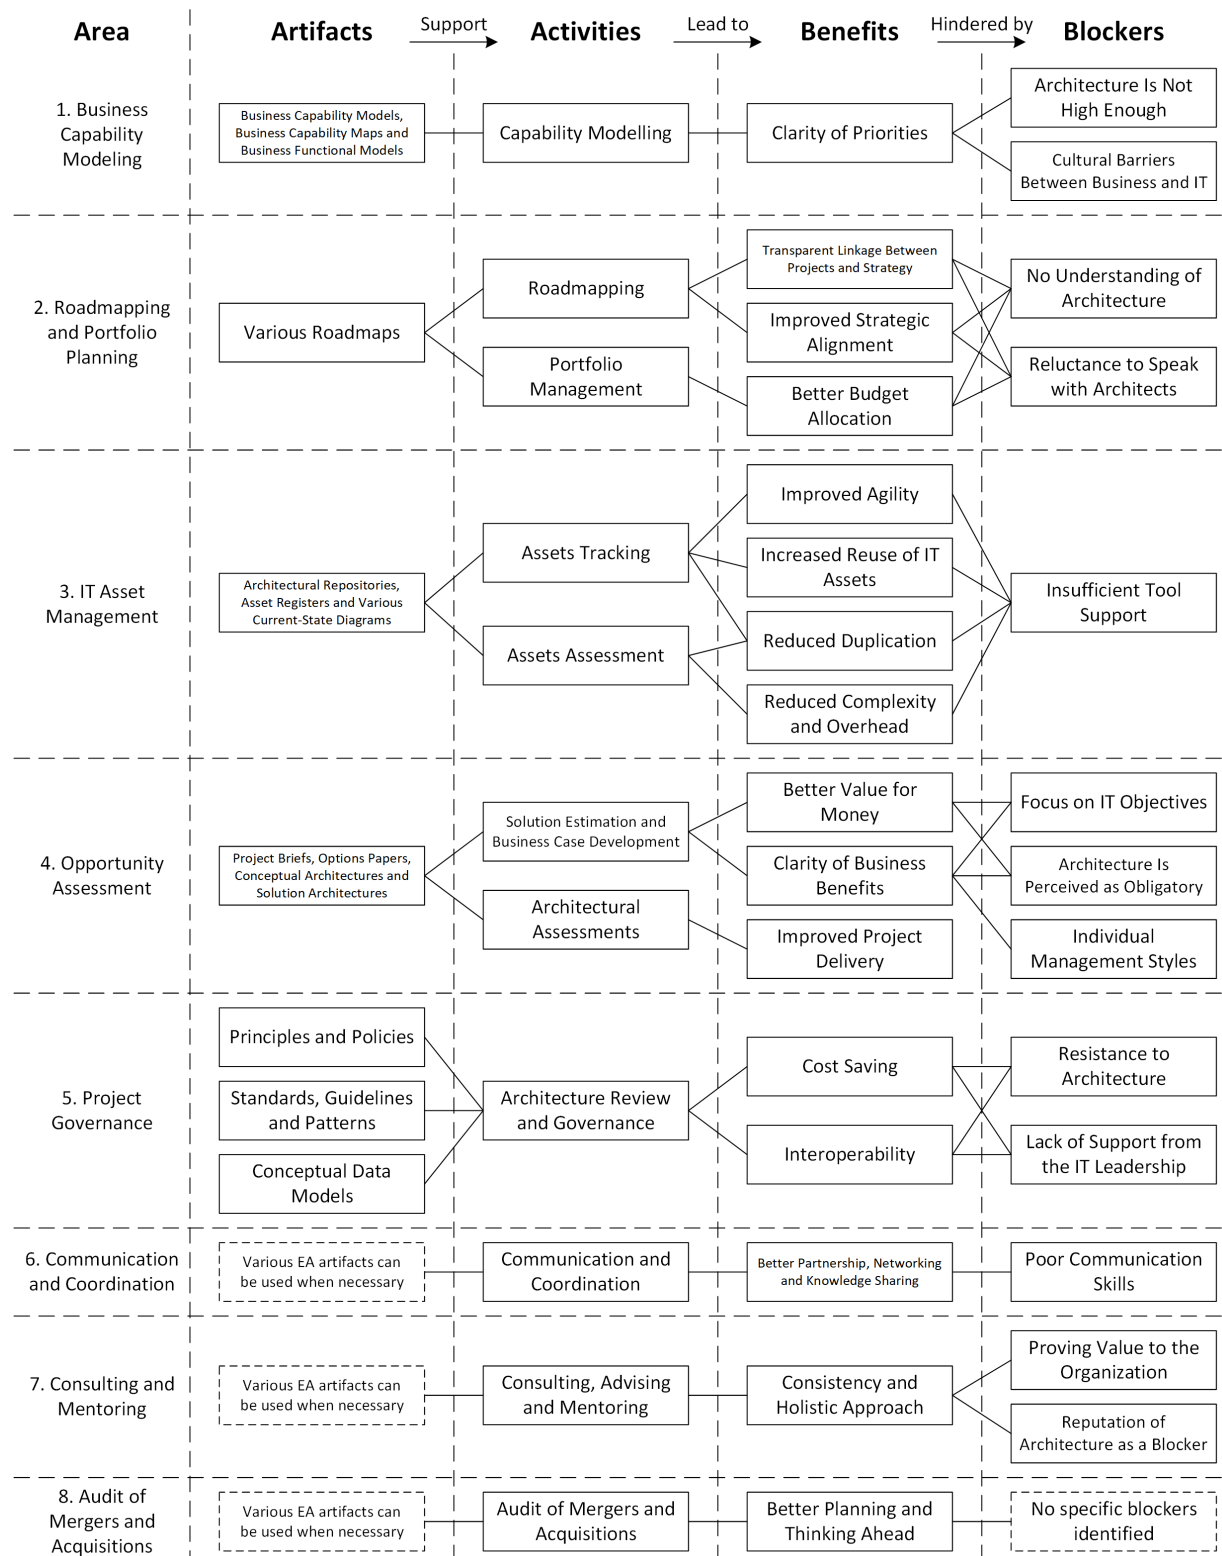 Area
Artifacts
Support
Activities
Lead to
Benefits
Hindered by
Blockers
1. Business
Capability
Modeling
Business Capability Models,
Business Capability Maps and
Business Functional Models
Capability Modelling
Clarity of Priorities
Architecture Is Not
High Enough
Cultural Barriers
Between Business and IT
2. Roadmapping
and Portfolio
Planning
Various Roadmaps
Roadmapping
Portfolio
Management
Transparent Linkage Between
Projects and Strategy
Improved Strategic
Alignment
Better Budget
Allocation
No Understanding of
Architecture
Reluctance to Speak
with Architects
3. IT Asset
Management
Architectural Repositories,
Asset Registers and Various
Current-State Diagrams
Assets Tracking
Assets Assessment
Improved Agility
Increased Reuse of IT
Assets
Reduced Duplication
Reduced Complexity
and Overhead
Insufficient Tool
Support
4. Opportunity
Assessment
Project Briefs, Options Papers,
Conceptual Architectures and
Solution Architectures
Solution Estimation and
Business Case Development
Architectural
Assessments
Better Value for
Money
Clarity of Business
Benefits
Improved Project
Delivery
Focus on IT Objectives
Architecture Is
Perceived as Obligatory
Individual
Management Styles
5. Project
Governance
Principles and Policies
Standards, Guidelines
and Patterns
Conceptual Data
Models
Architecture Review
and Governance
Cost Saving
Interoperability
Resistance to
Architecture
Lack of Support from
the IT Leadership
6. Communication
and Coordination
Various EA artifacts can
be used when necessary
Communication and
Coordination
Better Partnership, Networking
and Knowledge Sharing
Poor Communication
Skills
7. Consulting and
Mentoring
Various EA artifacts can
be used when necessary
Consulting, Advising
and Mentoring
Consistency and
Holistic Approach
Proving Value to the
Organization
Reputation of
Architecture as a Blocker
8. Audit of
Mergers and
Acquisitions
Various EA artifacts can
be used when necessary
Audit of Mergers and
Acquisitions
Better Planning and
Thinking Ahead
No specific blockers
identified